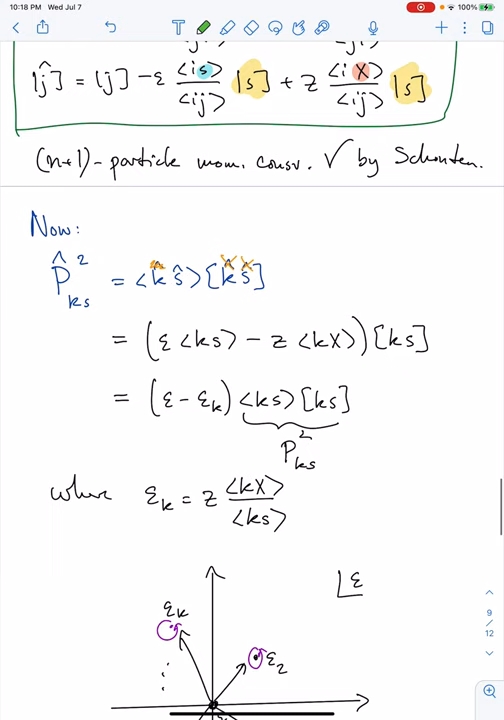 10:18 PM Wed Jul 7
100%
|ĵ] = |j] - ε <is>/<ij> |s] + z <iX>/<ij> |s]
(n+1)-particle mom. consv. ✓ by Schouten.
Now:
P̂²ₖₛ = <k̂ ŝ>[k̂ ŝ]
= (ε <ks> - z <kX>)[ks]
= (ε - εₖ) <ks>[ks]
P²ₖₛ
where εₖ = z <kX>/<ks>
ε
εₖ
ε₂
9
/
12